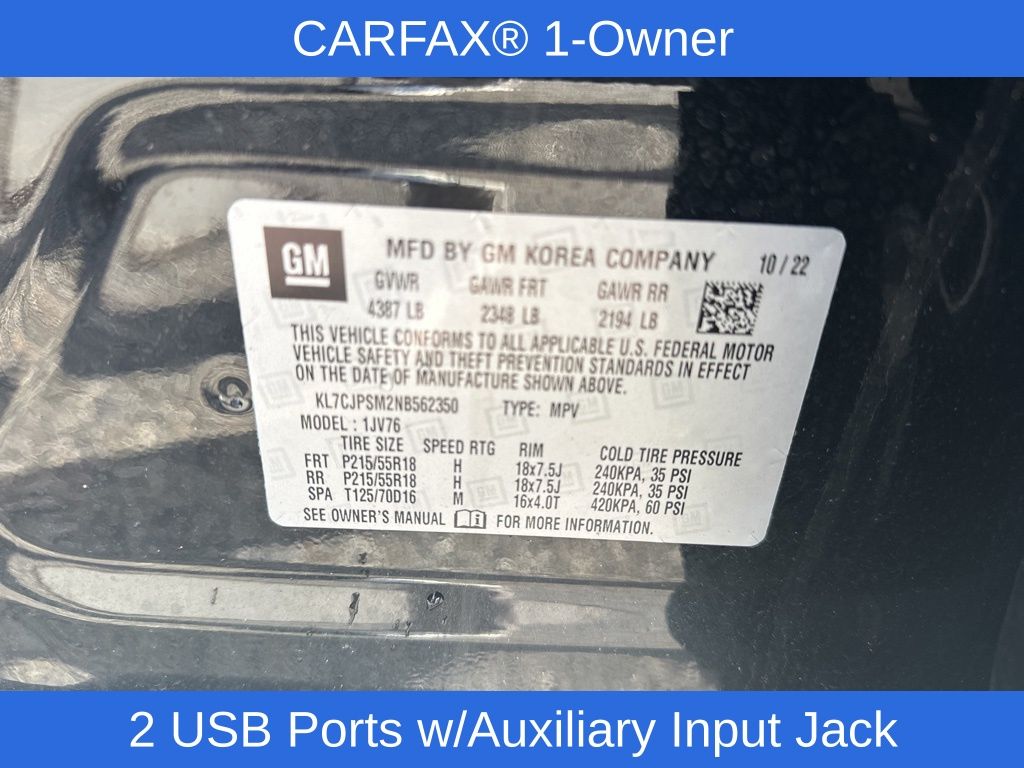 CARFAX® 1-Owner
GM
MFD BY GM KOREA COMPANY 10 / 22
GVWR GAWR FRT GAWR RR
4387 LB 2348 LB 2194 LB
THIS VEHICLE CONFORMS TO ALL APPLICABLE U.S. FEDERAL MOTOR
VEHICLE SAFETY AND THEFT PREVENTION STANDARDS IN EFFECT
ON THE DATE OF MANUFACTURE SHOWN ABOVE.
KL7CJPSM2NB562350 TYPE: MPV
MODEL : 1JV76
TIRE SIZE SPEED RTG RIM COLD TIRE PRESSURE
FRT P215/55R18 H 18x7.5J 240KPA, 35 PSI
RR P215/55R18 H 18x7.5J 240KPA, 35 PSI
SPA T125/70D16 M 16x4.0T 420KPA, 60 PSI
SEE OWNER'S MANUAL FOR MORE INFORMATION.
2 USB Ports w/Auxiliary Input Jack